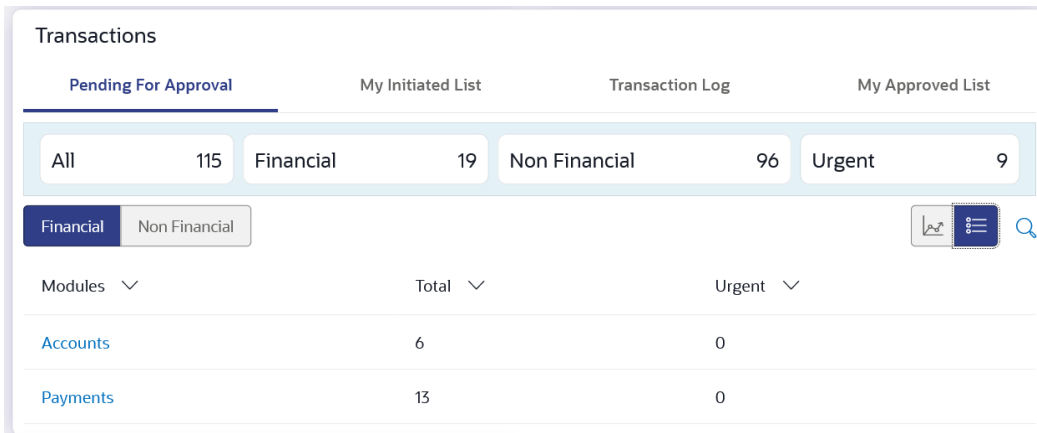 Transactions
Pending For Approval My Initiated List Transaction Log My Approved List
All 115 Financial 19 Non Financial 96 Urgent 9
Financial Non Financial
Modules Total Urgent
Accounts 6 0
Payments 13 0